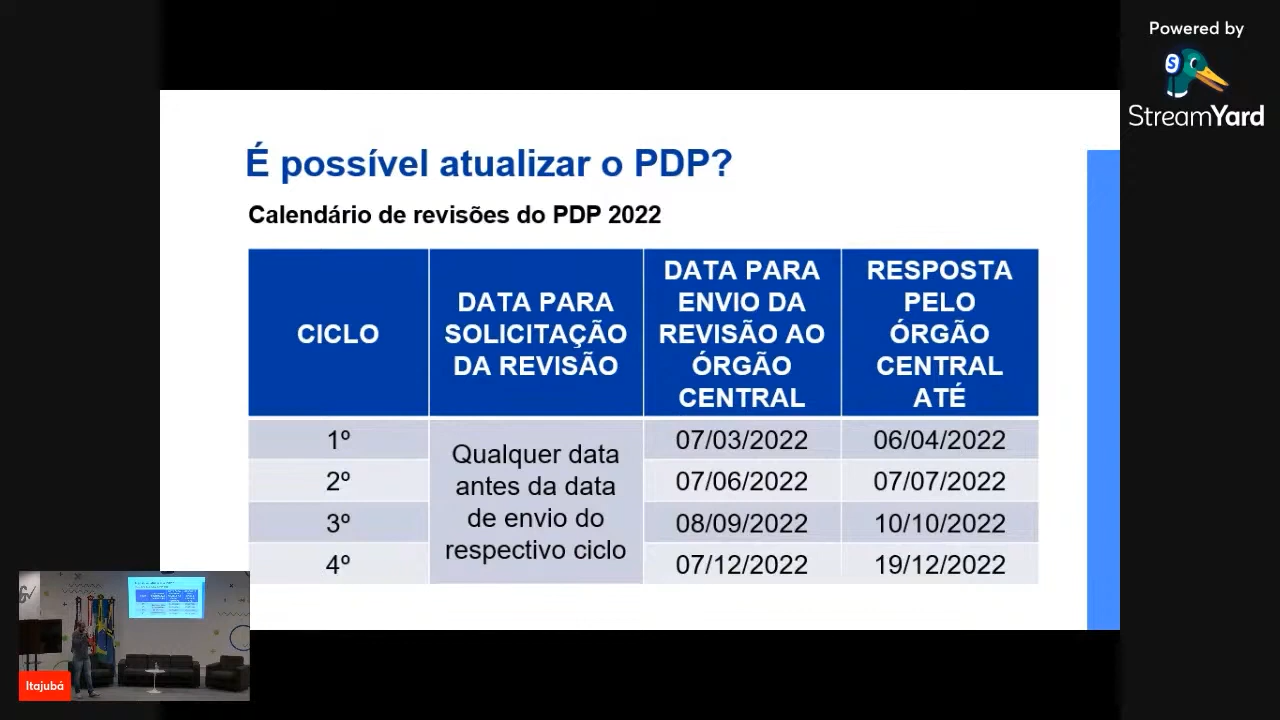 Powered by
StreamYard
É possível atualizar o PDP?
Calendário de revisões do PDP 2022
CICLO
DATA PARA
SOLICITAÇÃO
DA REVISÃO
DATA PARA
ENVIO DA
REVISÃO AO
ÓRGÃO
CENTRAL
RESPOSTA
PELO
ÓRGÃO
CENTRAL
ATÉ
1º
Qualquer data
antes da data
de envio do
respectivo ciclo
07/03/2022
06/04/2022
2º
07/06/2022
07/07/2022
3º
08/09/2022
10/10/2022
4º
07/12/2022
19/12/2022
Itajubá